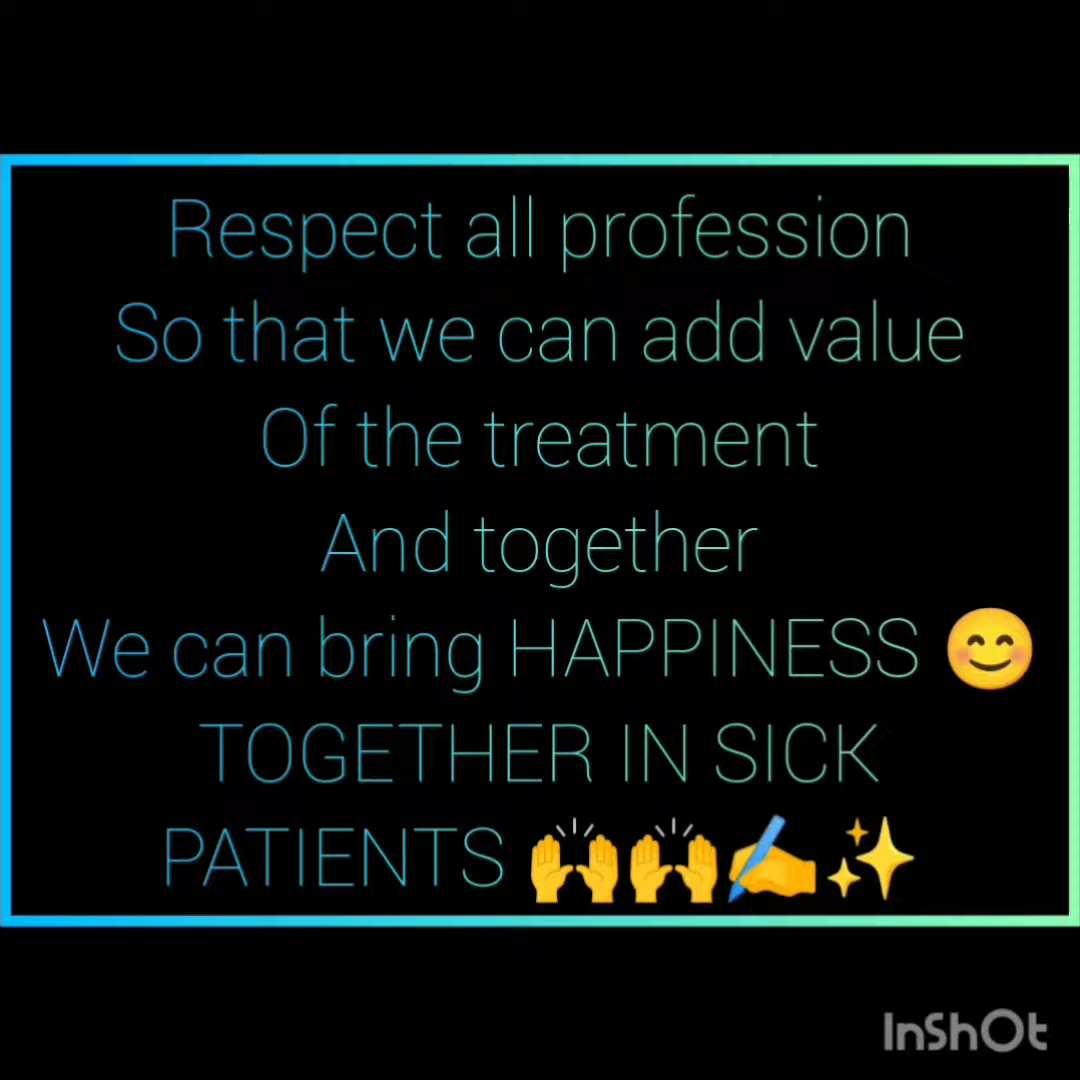 Respect all profession
So that we can add value
Of the treatment
And together
We can bring HAPPINESS 😊
TOGETHER IN SICK
PATIENTS 🙌🙌✍️✨
InShOt